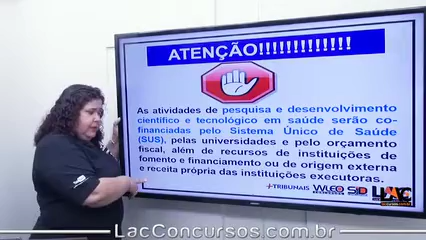 ATENÇÃO!!!!!!!!!!!!!!
As atividades de pesquisa e desenvolvimento
científico e tecnológico em saúde serão co-
financiadas pelo Sistema Único de Saúde
(SUS), pelas universidades e pelo orçamento
fiscal, além de recursos de instituições de
fomento e financiamento ou de origem externa
e receita própria das instituições executoras.
+TRIBUNAIS
LacConcursos.com.br